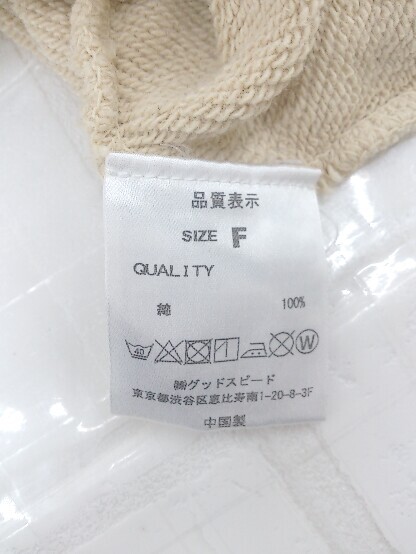 品質表示
SIZE F
QUALITY
綿 100%
40 W
㈱グッドスピード
東京都渋谷区恵比寿南1-20-8-3F
中国製